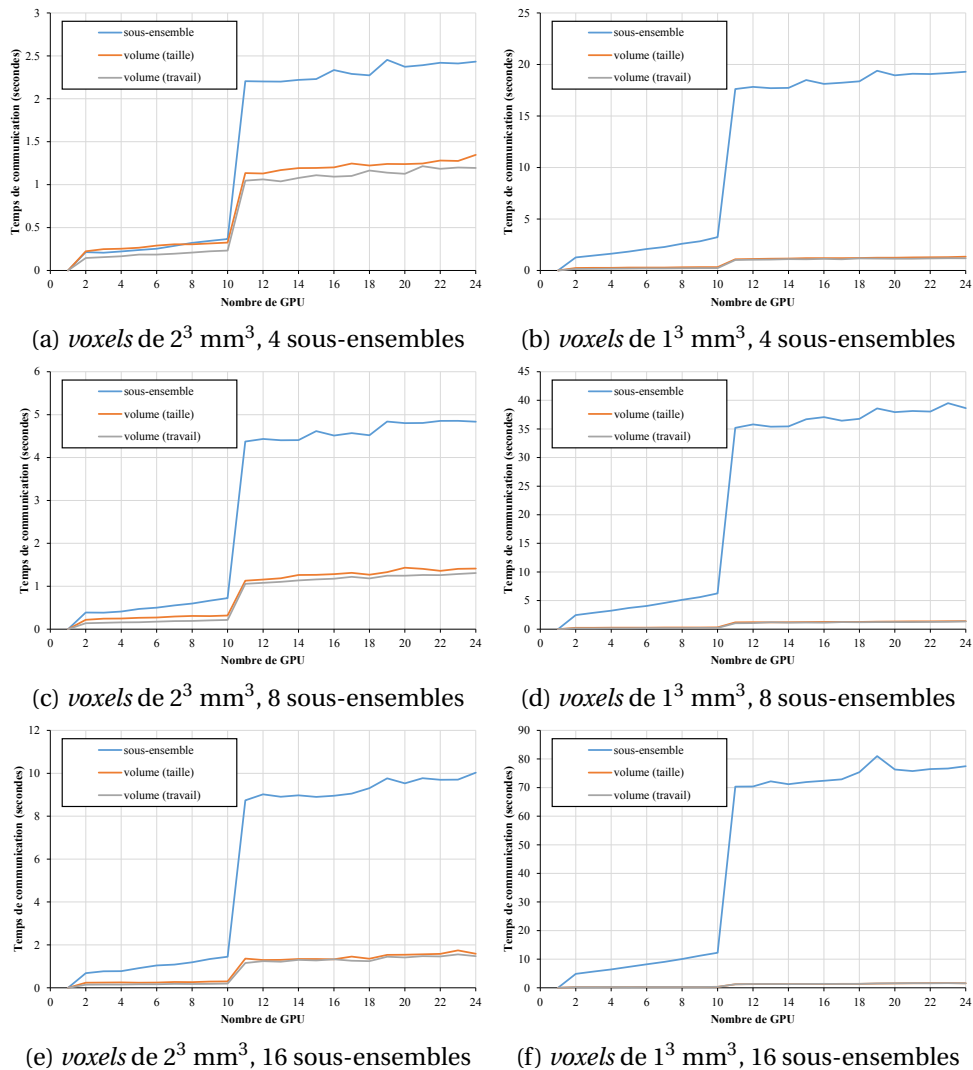 3
2.5
2
1.5
1
0.5
0
Temps de communication (secondes)
sous-ensemble
volume (taille)
volume (travail)
0 2 4 6 8 10 12 14 16 18 20 22 24
Nombre de GPU
(a) voxels de 2³ mm³, 4 sous-ensembles
25
20
15
10
5
0
Temps de communication (secondes)
sous-ensemble
volume (taille)
volume (travail)
0 2 4 6 8 10 12 14 16 18 20 22 24
Nombre de GPU
(b) voxels de 1³ mm³, 4 sous-ensembles
6
5
4
3
2
1
0
Temps de communication (secondes)
sous-ensemble
volume (taille)
volume (travail)
0 2 4 6 8 10 12 14 16 18 20 22 24
Nombre de GPU
(c) voxels de 2³ mm³, 8 sous-ensembles
45
40
35
30
25
20
15
10
5
0
Temps de communication (secondes)
sous-ensemble
volume (taille)
volume (travail)
0 2 4 6 8 10 12 14 16 18 20 22 24
Nombre de GPU
(d) voxels de 1³ mm³, 8 sous-ensembles
12
10
8
6
4
2
0
Temps de communication (secondes)
sous-ensemble
volume (taille)
volume (travail)
0 2 4 6 8 10 12 14 16 18 20 22 24
Nombre de GPU
(e) voxels de 2³ mm³, 16 sous-ensembles
90
80
70
60
50
40
30
20
10
0
Temps de communication (secondes)
sous-ensemble
volume (taille)
volume (travail)
0 2 4 6 8 10 12 14 16 18 20 22 24
Nombre de GPU
(f) voxels de 1³ mm³, 16 sous-ensembles